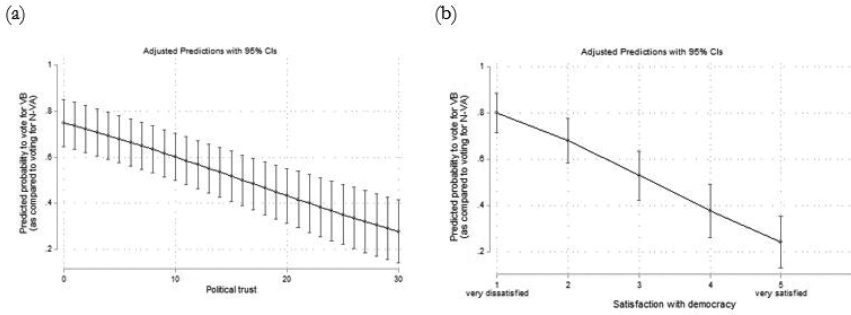 (a)
Adjusted Predictions with 95% CIs
Predicted probability to vote for VB
(as compared to voting for N-VA)
1
.8
.6
.4
.2
0
10
20
30
Political trust
(b)
Adjusted Predictions with 95% CIs
Predicted probability to vote for VB
(as compared to voting for N-VA)
1
.8
.6
.4
.2
1
2
3
4
5
very dissatisfied
very satisfied
Satisfaction with democracy